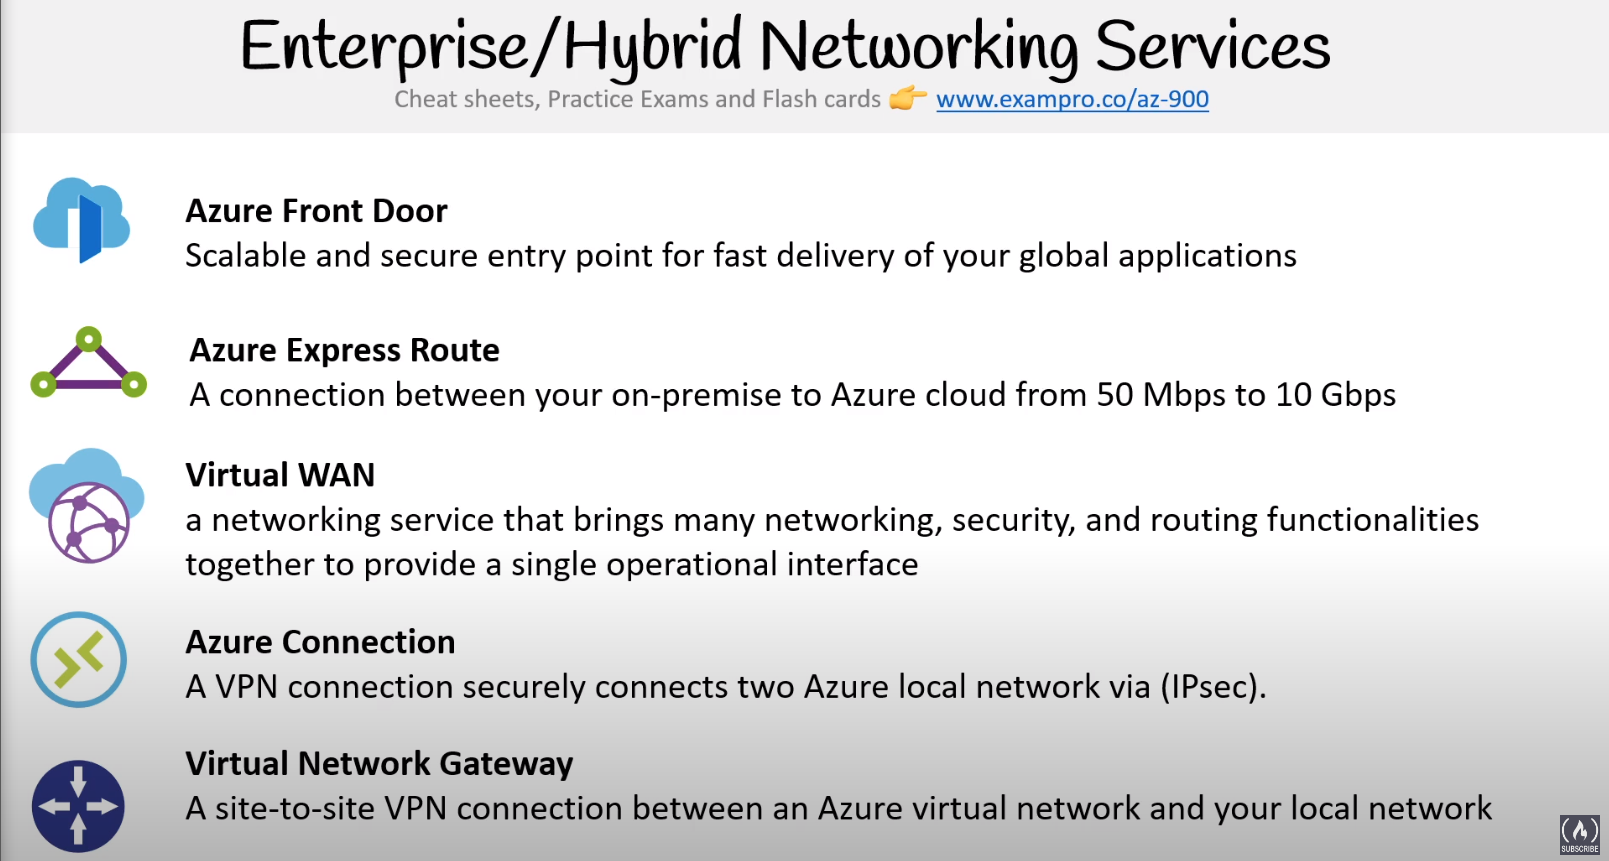 Enterprise/Hybrid Networking Services
Cheat sheets, Practice Exams and Flash cards 👉 www.exampro.co/az-900
Azure Front Door
Scalable and secure entry point for fast delivery of your global applications
Azure Express Route
A connection between your on-premise to Azure cloud from 50 Mbps to 10 Gbps
Virtual WAN
a networking service that brings many networking, security, and routing functionalities
together to provide a single operational interface
Azure Connection
A VPN connection securely connects two Azure local network via (IPsec).
Virtual Network Gateway
A site-to-site VPN connection between an Azure virtual network and your local network
SUBSCRIBE